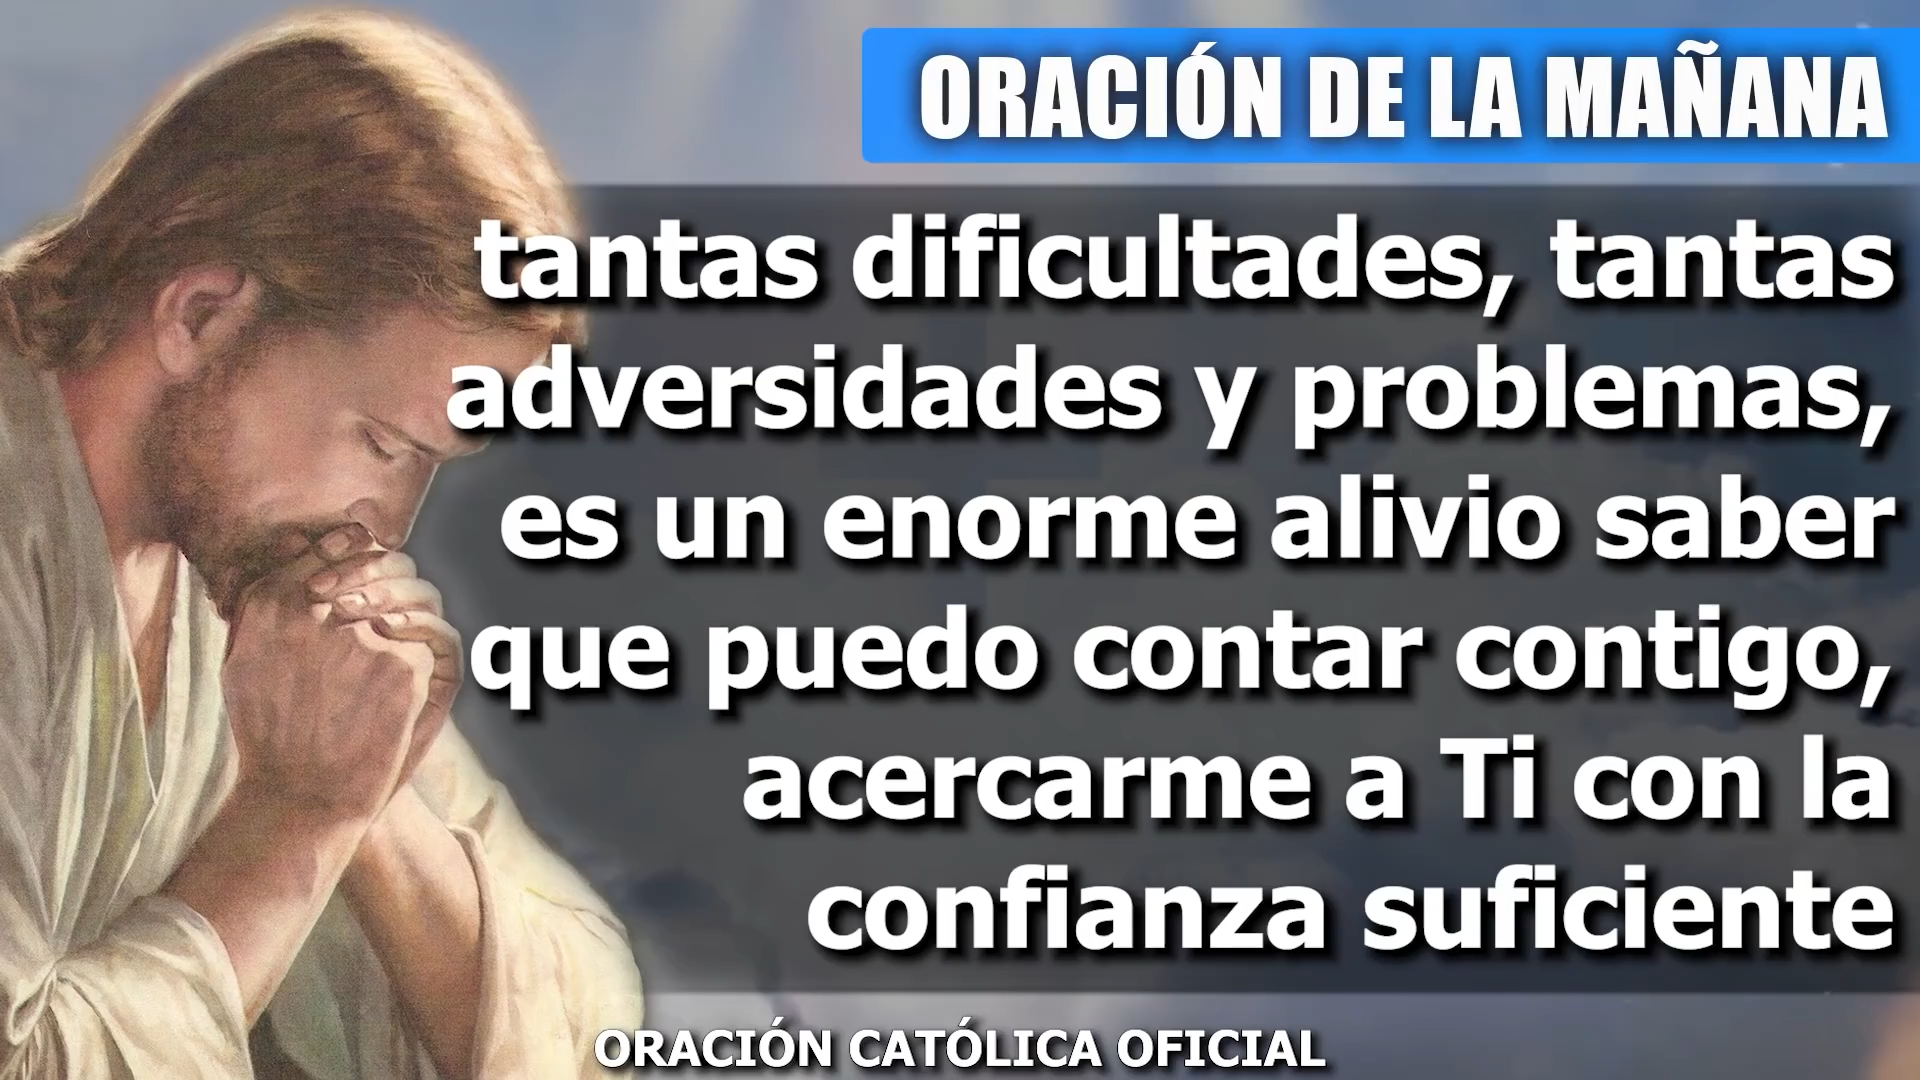 ORACIÓN DE LA MAÑANA
tantas dificultades, tantas
adversidades y problemas,
es un enorme alivio saber
que puedo contar contigo,
acercarme a Ti con la
confianza suficiente
ORACIÓN CATÓLICA OFICIAL